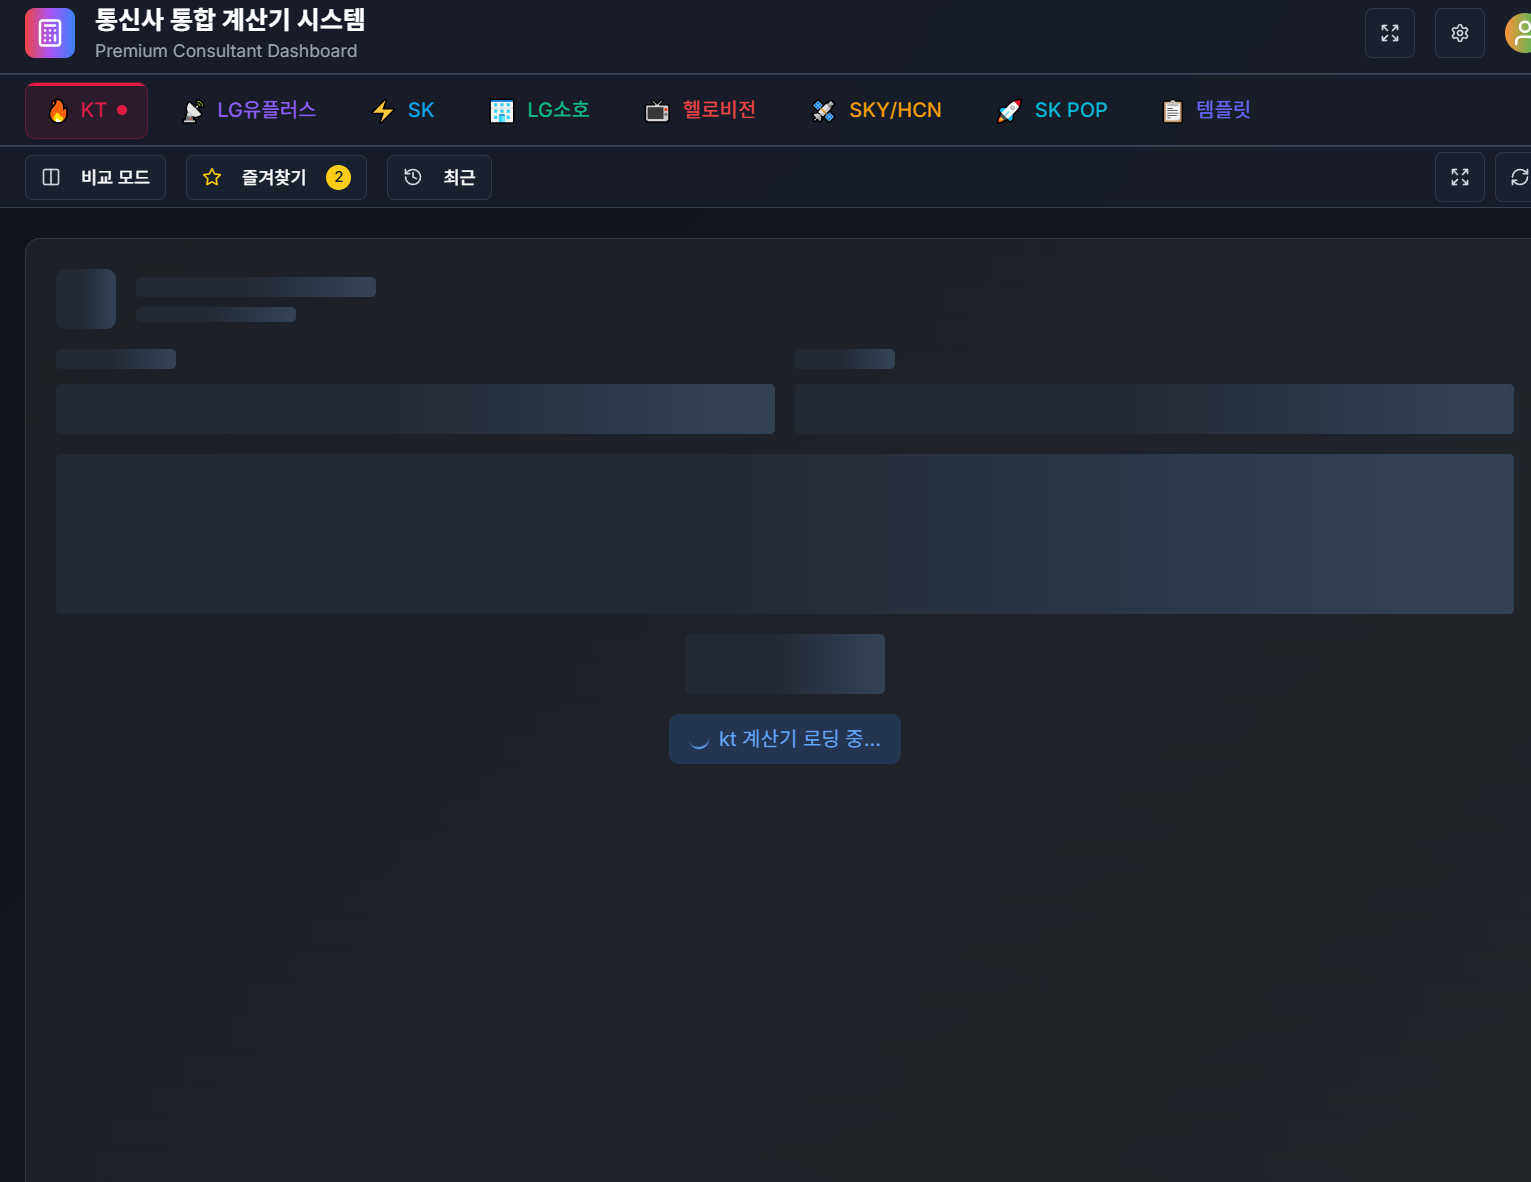 통신사 통합 계산기 시스템
Premium Consultant Dashboard
KT
LG유플러스
SK
LG소호
헬로비전
SKY/HCN
SK POP
템플릿
비교 모드
즐겨찾기
2
최근
kt 계산기 로딩 중...